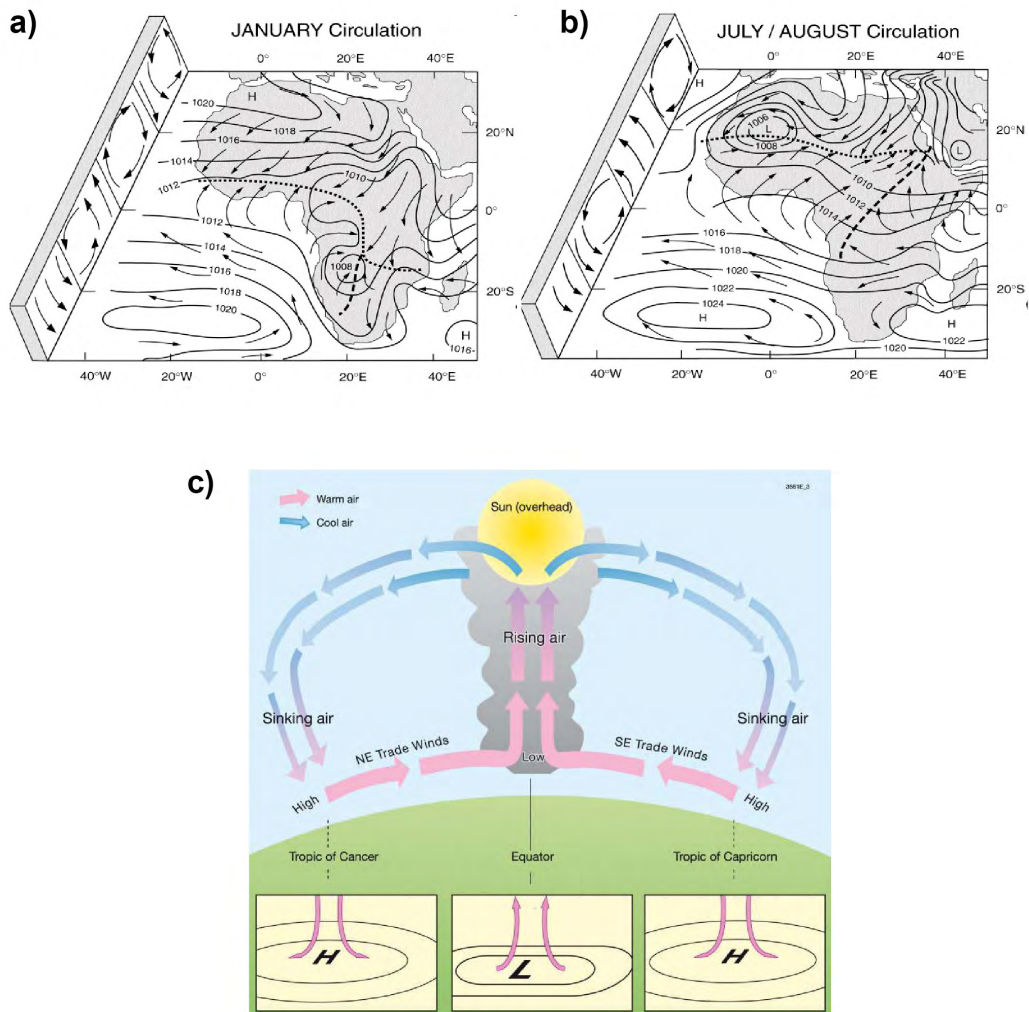 a)
JANUARY Circulation
0° 20°E 40°E
H
1020
1018
1016
1014
1012
1010
1012
1014
1016
1018
1020
1008
H
1016
20°N
0°
20°S
40°W 20°W 0° 20°E 40°E
b)
JULY / AUGUST Circulation
0° 20°E 40°E
H
1006
L
1008
L
1010
1012
1014
1016
1018
1020
1022
1024
H
H
1022
1020
20°N
0°
20°S
40°W 20°W 0° 20°E 40°E
c)
Warm air
Cool air
Sun (overhead)
3881E_3
Rising air
Sinking air
Sinking air
NE Trade Winds
SE Trade Winds
Low
High
High
Tropic of Cancer
Equator
Tropic of Capricorn
H
L
H